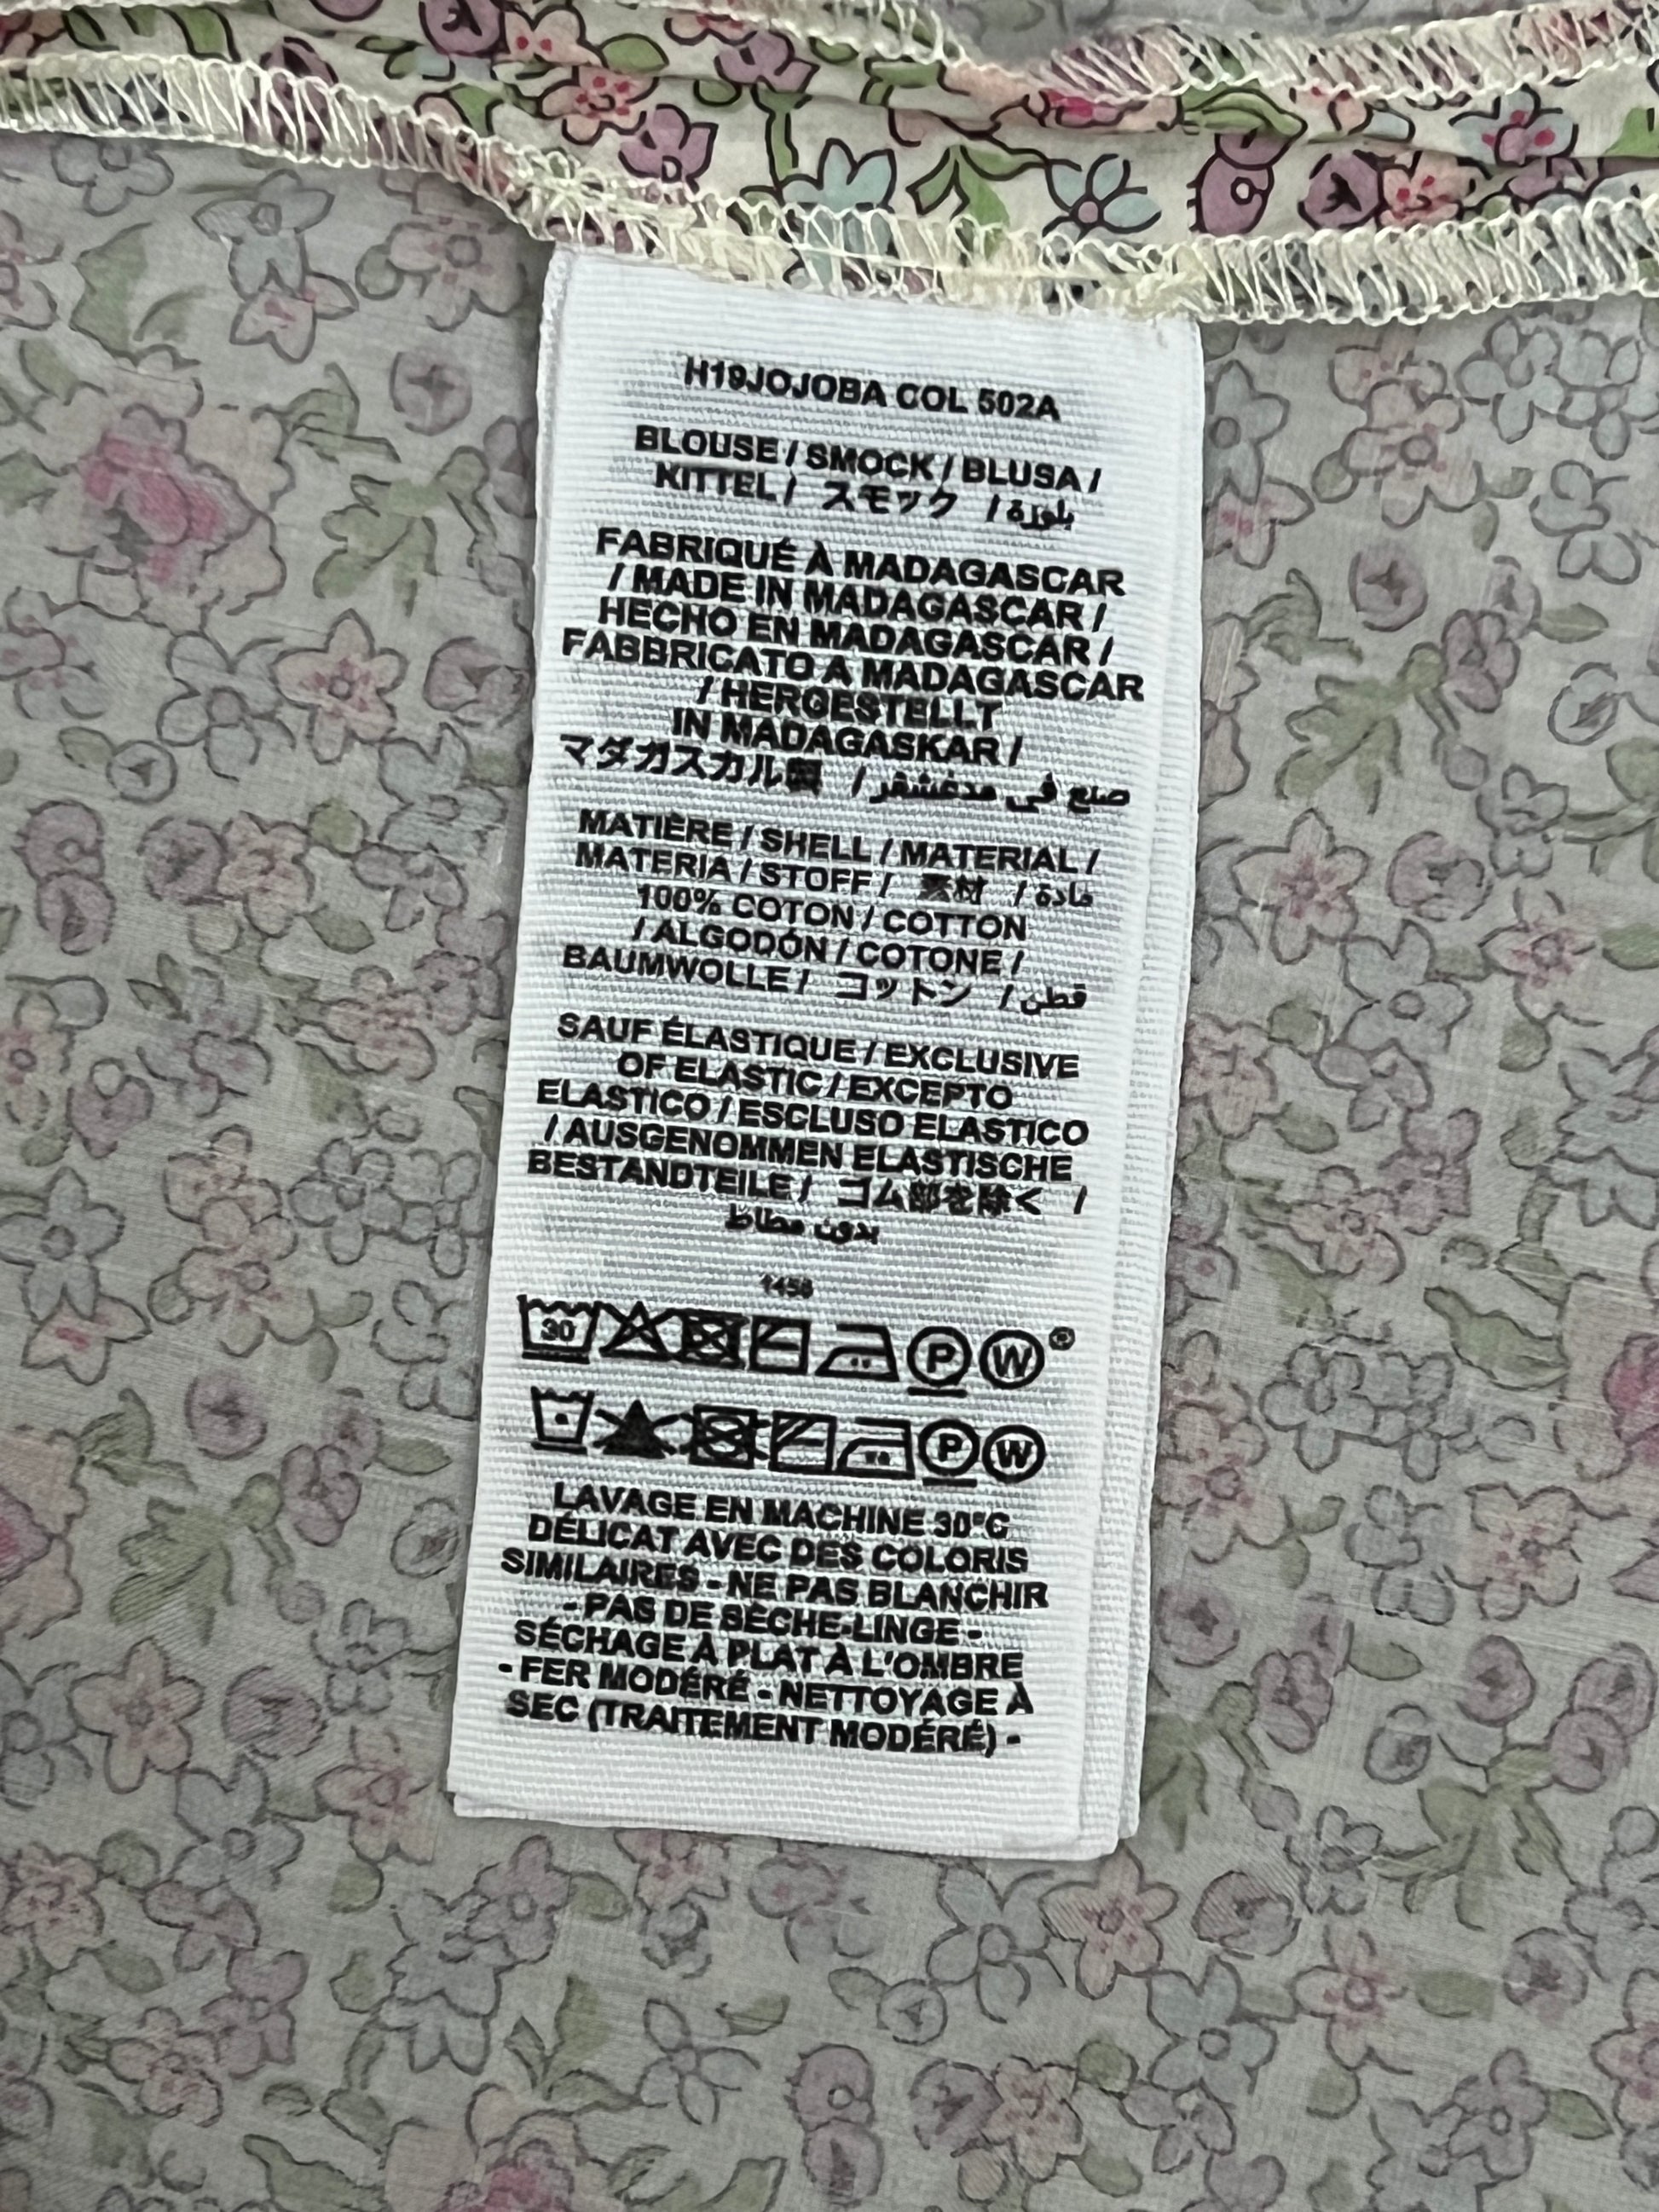 H19JOJOBA COL 502A
BLOUSE / SMOCK / BLUSA /
KITTEL / スモック / بلوزة
FABRIQUÉ À MADAGASCAR
/ MADE IN MADAGASCAR /
HECHO EN MADAGASCAR /
FABBRICATO A MADAGASCAR
/ HERGESTELLT
IN MADAGASKAR /
マダガスカル製 / صنع في مدغشقر
MATIÈRE / SHELL / MATERIAL /
MATERIA / STOFF / 素材 / مادة
100% COTON / COTTON
/ ALGODÓN / COTONE /
BAUMWOLLE / コットン / قطن
SAUF ÉLASTIQUE / EXCLUSIVE
OF ELASTIC / EXCEPTO
ELASTICO / ESCLUSO ELASTICO
/ AUSGENOMMEN ELASTISCHE
BESTANDTEILE / ゴム部を除く /
بدون مطاط
1458
30 P W ®
P W
LAVAGE EN MACHINE 30°C
DÉLICAT AVEC DES COLORIS
SIMILAIRES - NE PAS BLANCHIR
- PAS DE SÈCHE-LINGE -
SÉCHAGE À PLAT À L'OMBRE
- FER MODÉRÉ - NETTOYAGE À
SEC (TRAITEMENT MODÉRÉ) -